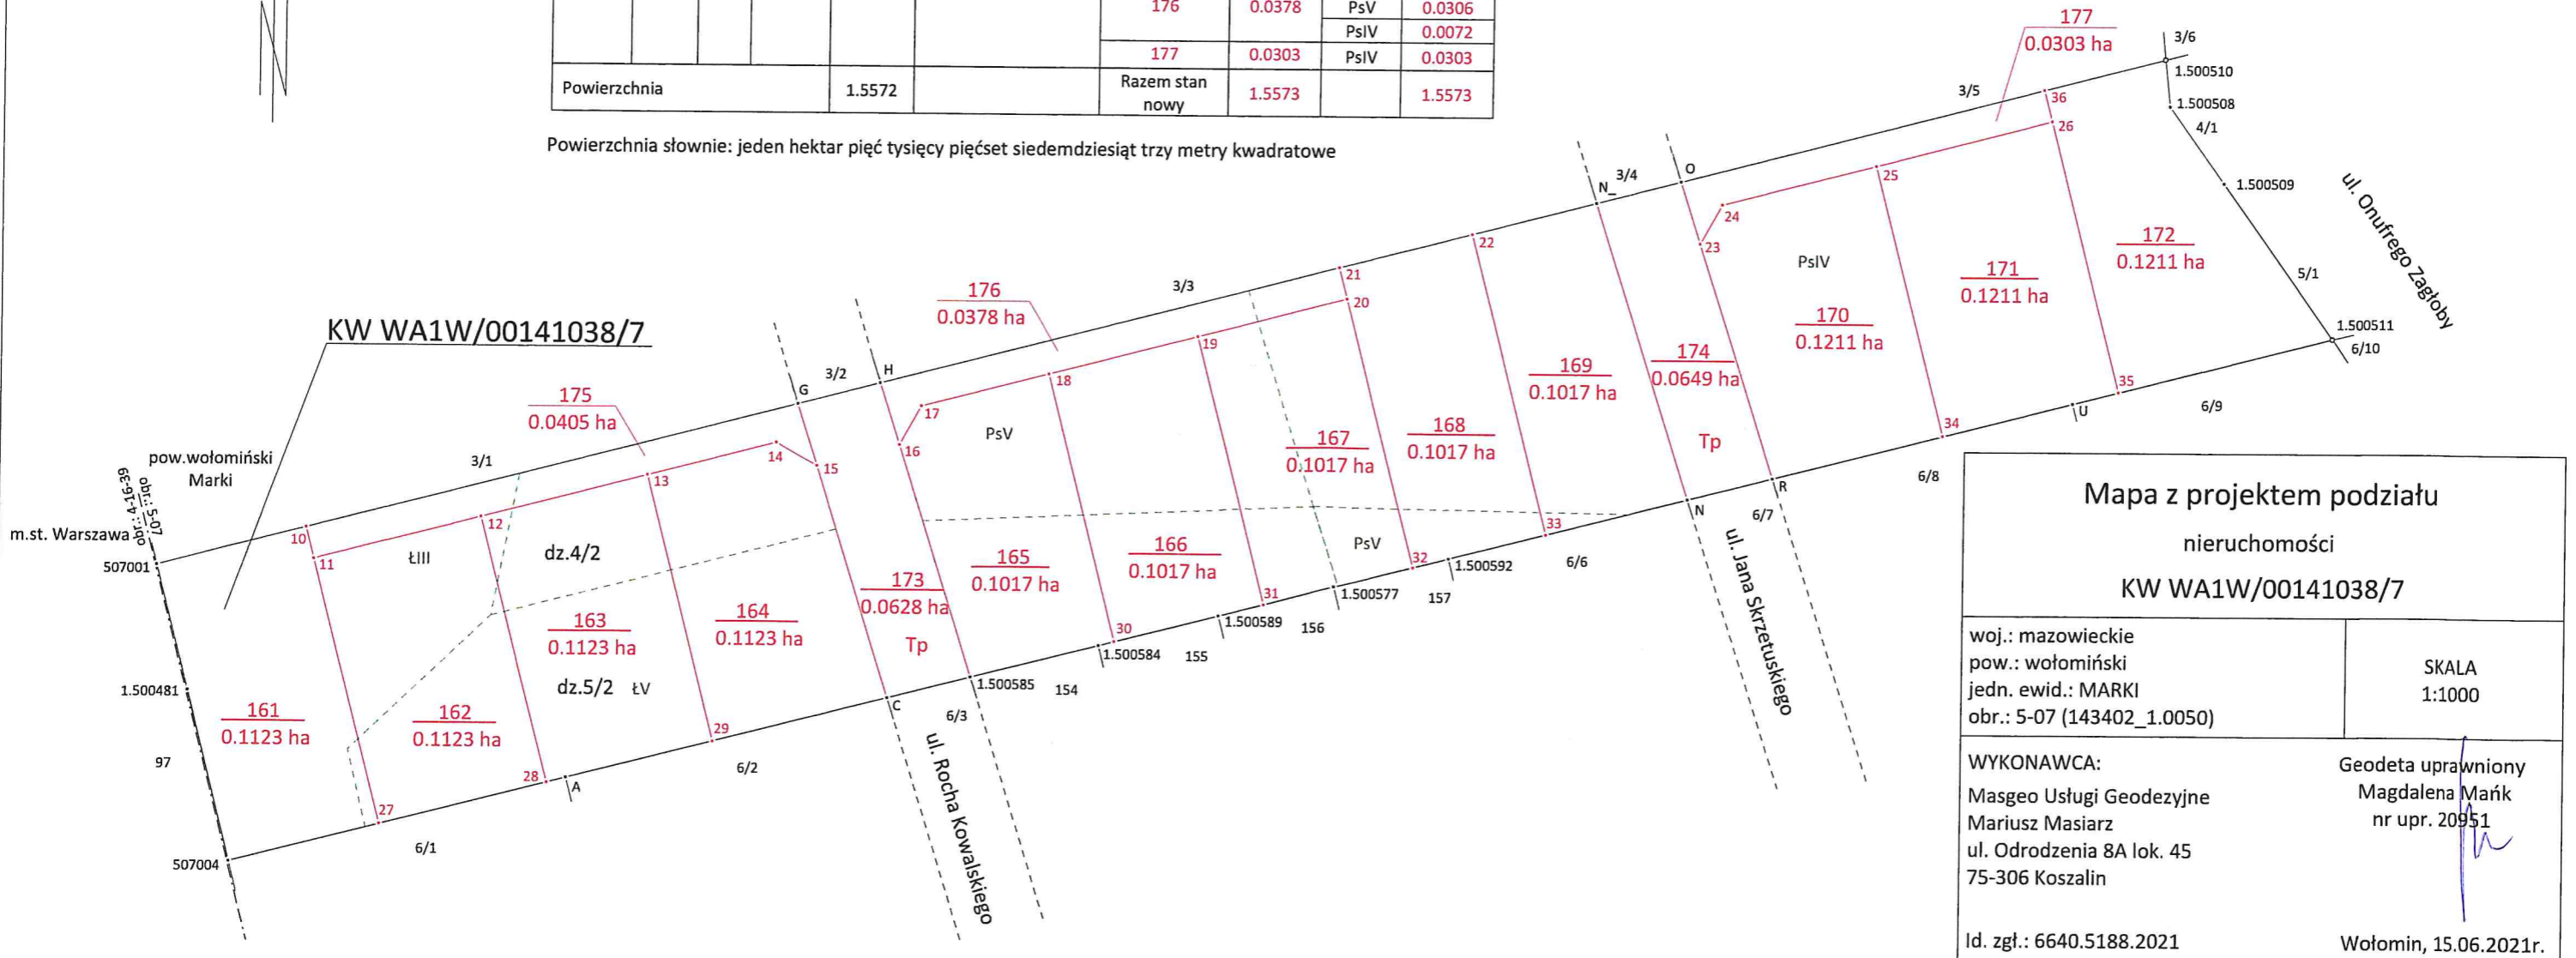 176 0.0378 PsV 0.0306
PsIV 0.0072
177 0.0303 PsIV 0.0303
Powierzchnia 1.5572 Razem stan nowy 1.5573 1.5573
Powierzchnia słownie: jeden hektar pięć tysięcy pięćset siedemdziesiąt trzy metry kwadratowe
177
0.0303 ha
3/6
1.500510
3/5
36
1.500508
26
4/1
O
3/4
N_
25
1.500509
ul. Onufrego Zagłoby
24
23
22
172
0.1211 ha
PsIV
171
0.1211 ha
5/1
21
20
3/3
176
0.0378 ha
170
0.1211 ha
1.500511
6/10
KW WA1W/00141038/7
19
18
H
3/2
G
169
0.1017 ha
174
0.0649 ha
Tp
35
6/9
U
34
6/8
175
0.0405 ha
17
16
PsV
167
0.1017 ha
168
0.1017 ha
pow.wołomiński
Marki
3/1
14
15
13
obr.: 5-07
obr.: 4-16-39
m.st. Warszawa
507001
10
11
12
ŁIII
dz.4/2
R
6/7
N
33
6/6
PsV
32
1.500592
157
1.500577
156
31
1.500589
155
165
0.1017 ha
166
0.1017 ha
173
0.0628 ha
Tp
163
0.1123 ha
164
0.1123 ha
dz.5/2 ŁV
30
1.500584
154
1.500585
6/3
C
1.500481
161
0.1123 ha
162
0.1123 ha
29
6/2
28
A
97
27
6/1
507004
ul. Rocha Kowalskiego
ul. Jana Skrzetuskiego
Mapa z projektem podziału
nieruchomości
KW WA1W/00141038/7
woj.: mazowieckie
pow.: wołomiński
jedn. ewid.: MARKI
obr.: 5-07 (143402_1.0050)
SKALA
1:1000
WYKONAWCA:
Masgeo Usługi Geodezyjne
Mariusz Masiarz
ul. Odrodzenia 8A lok. 45
75-306 Koszalin
Geodeta uprawniony
Magdalena Mańk
nr upr. 20951
Id. zgł.: 6640.5188.2021
Wołomin, 15.06.2021r.